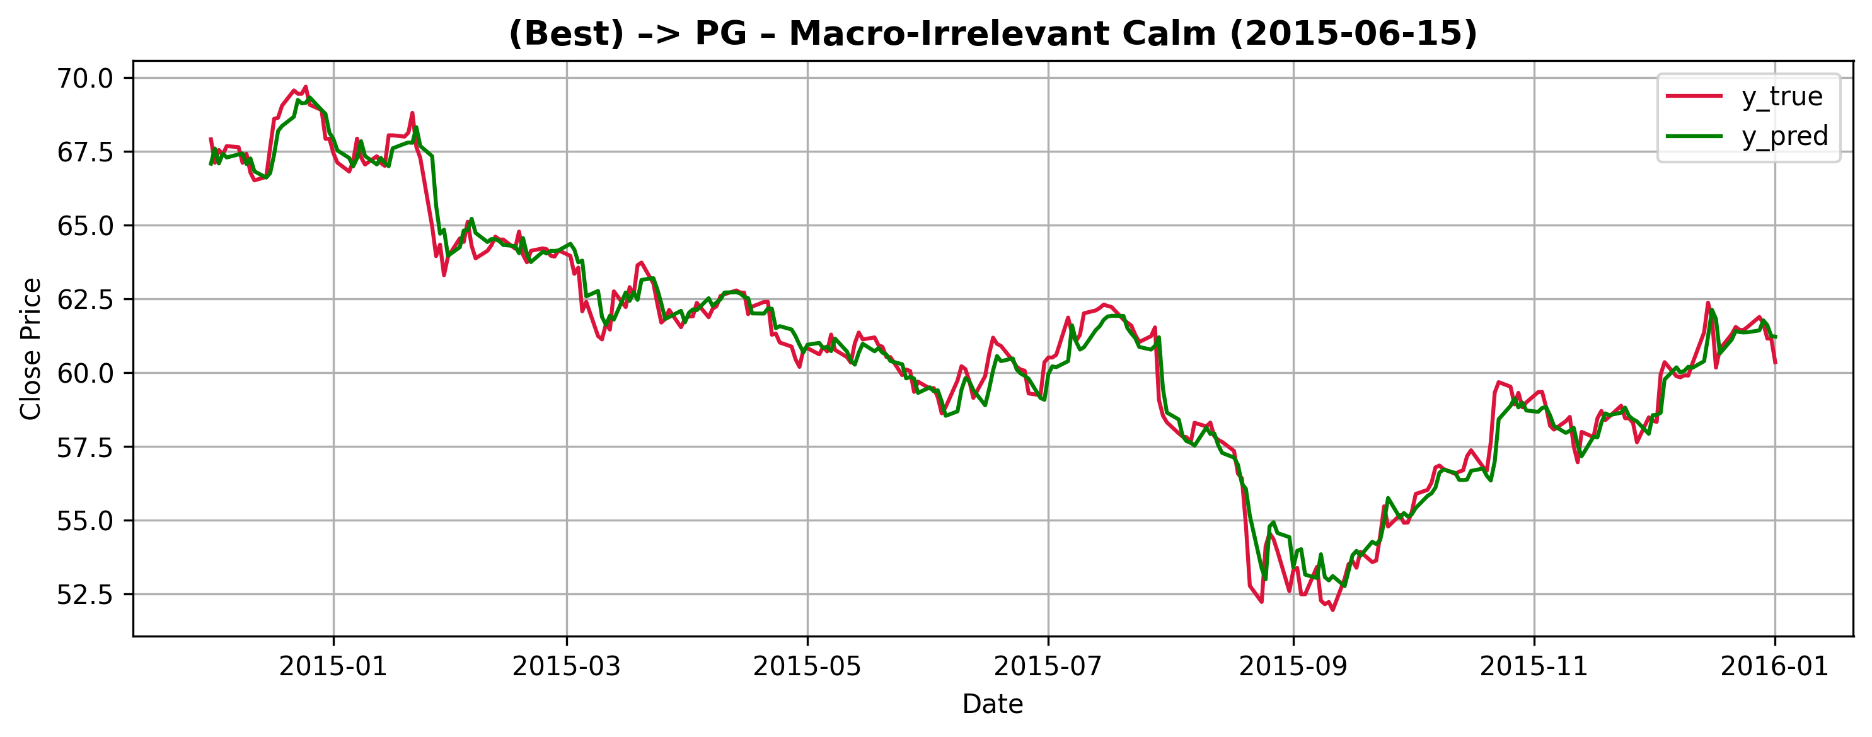 (Best) –> PG – Macro-Irrelevant Calm (2015-06-15)
y_true
y_pred
Close Price
70.0
67.5
65.0
62.5
60.0
57.5
55.0
52.5
2015-01 2015-03 2015-05 2015-07 2015-09 2015-11 2016-01
Date